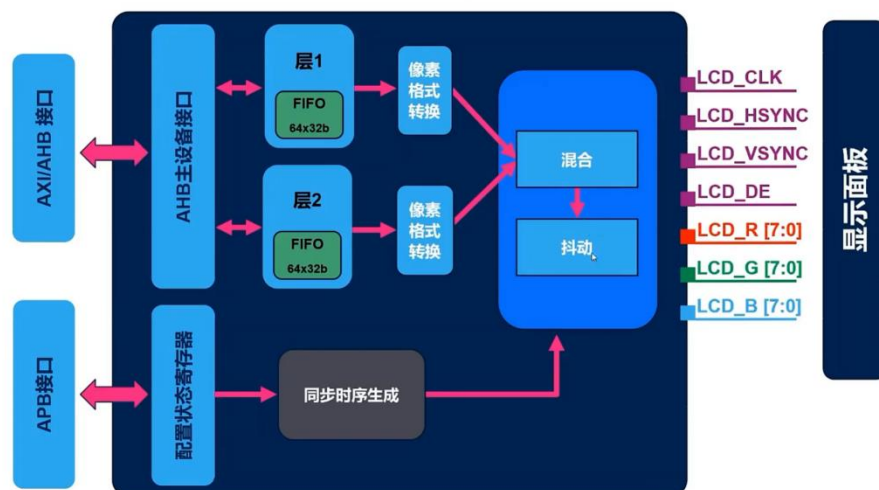 AXI/AHB 接口
AHB主设备接口
层1
FIFO
64x32b
像素
格式
转换
层2
FIFO
64x32b
像素
格式
转换
混合
抖动
APB接口
配置状态寄存器
同步时序生成
LCD_CLK
LCD_HSYNC
LCD_VSYNC
LCD_DE
LCD_R [7:0]
LCD_G [7:0]
LCD_B [7:0]
显示面板